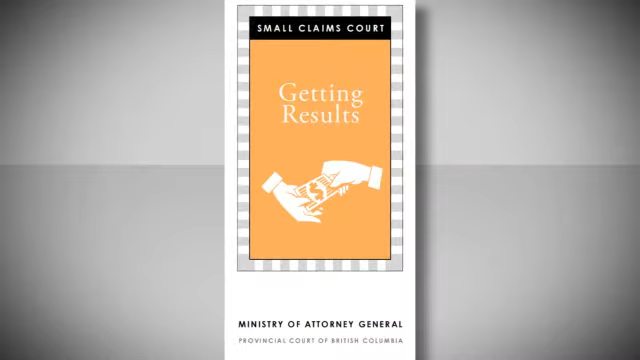 SMALL CLAIMS COURT
Getting
Results
$
MINISTRY OF ATTORNEY GENERAL
PROVINCIAL COURT OF BRITISH COLUMBIA